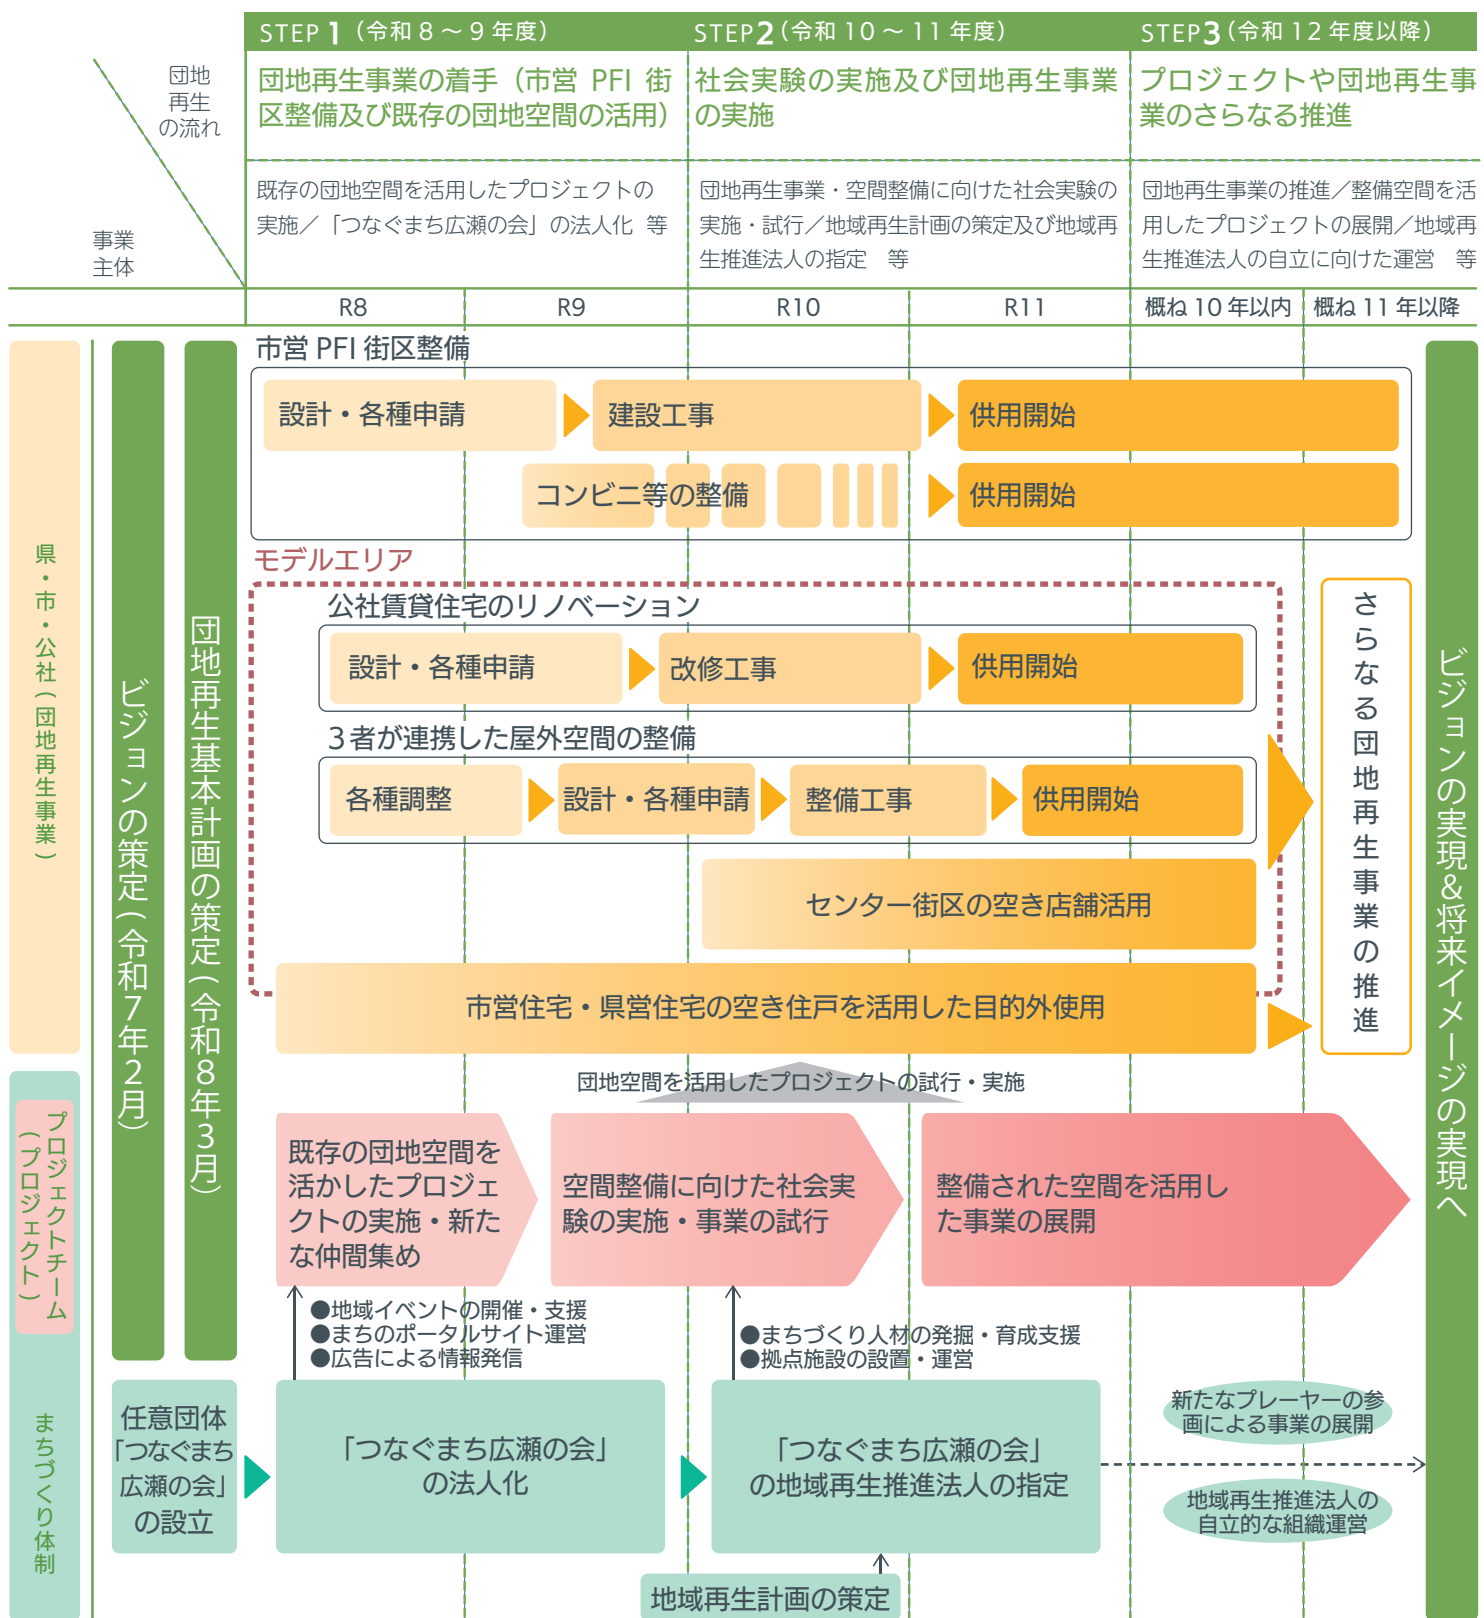 STEP 1（令和 8 ～ 9 年度）
STEP2（令和 10 ～ 11 年度）
STEP3（令和 12 年度以降）
団地
再生
の流れ
事業
主体
団地再生事業の着手（市営 PFI 街
区整備及び既存の団地空間の活用）
社会実験の実施及び団地再生事業
の実施
プロジェクトや団地再生事
業のさらなる推進
既存の団地空間を活用したプロジェクトの
実施／「つなぐまち広瀬の会」の法人化 等
団地再生事業・空間整備に向けた社会実験の
実施・試行／地域再生計画の策定及び地域再
生推進法人の指定　等
団地再生事業の推進／整備空間を活
用したプロジェクトの展開／地域再
生推進法人の自立に向けた運営　等
R8
R9
R10
R11
概ね 10 年以内
概ね 11 年以降
県・市・公社（団地再生事業）
ビジョンの策定（令和7年2月）
団地再生基本計画の策定（令和8年3月）
市営 PFI 街区整備
設計・各種申請
建設工事
供用開始
コンビニ等の整備
供用開始
モデルエリア
公社賃貸住宅のリノベーション
設計・各種申請
改修工事
供用開始
3者が連携した屋外空間の整備
各種調整
設計・各種申請
整備工事
供用開始
センター街区の空き店舗活用
市営住宅・県営住宅の空き住戸を活用した目的外使用
さらなる団地再生事業の推進
ビジョンの実現&将来イメージの実現へ
団地空間を活用したプロジェクトの試行・実施
プロジェクトチーム
（プロジェクト）
既存の団地空間を
活かしたプロジェ
クトの実施・新た
な仲間集め
空間整備に向けた社会実
験の実施・事業の試行
整備された空間を活用し
た事業の展開
●地域イベントの開催・支援
●まちのポータルサイト運営
●広告による情報発信
●まちづくり人材の発掘・育成支援
●拠点施設の設置・運営
まちづくり体制
任意団体
「つなぐまち
広瀬の会」
の設立
「つなぐまち広瀬の会」
の法人化
「つなぐまち広瀬の会」
の地域再生推進法人の指定
新たなプレーヤーの参
画による事業の展開
地域再生推進法人の
自立的な組織運営
地域再生計画の策定